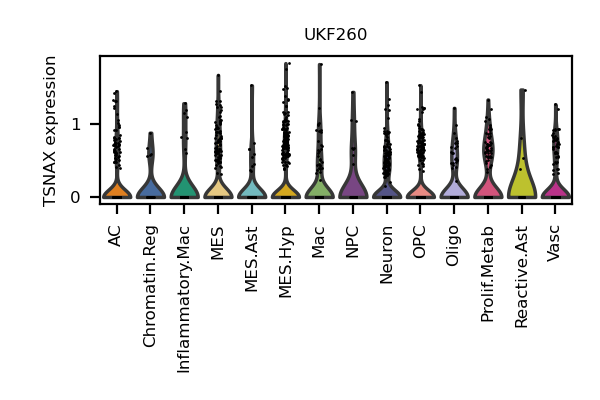 UKF260
TSNAX expression
1
0
AC
Chromatin.Reg
Inflammatory.Mac
MES
MES.Ast
MES.Hyp
Mac
NPC
Neuron
OPC
Oligo
Prolif.Metab
Reactive.Ast
Vasc